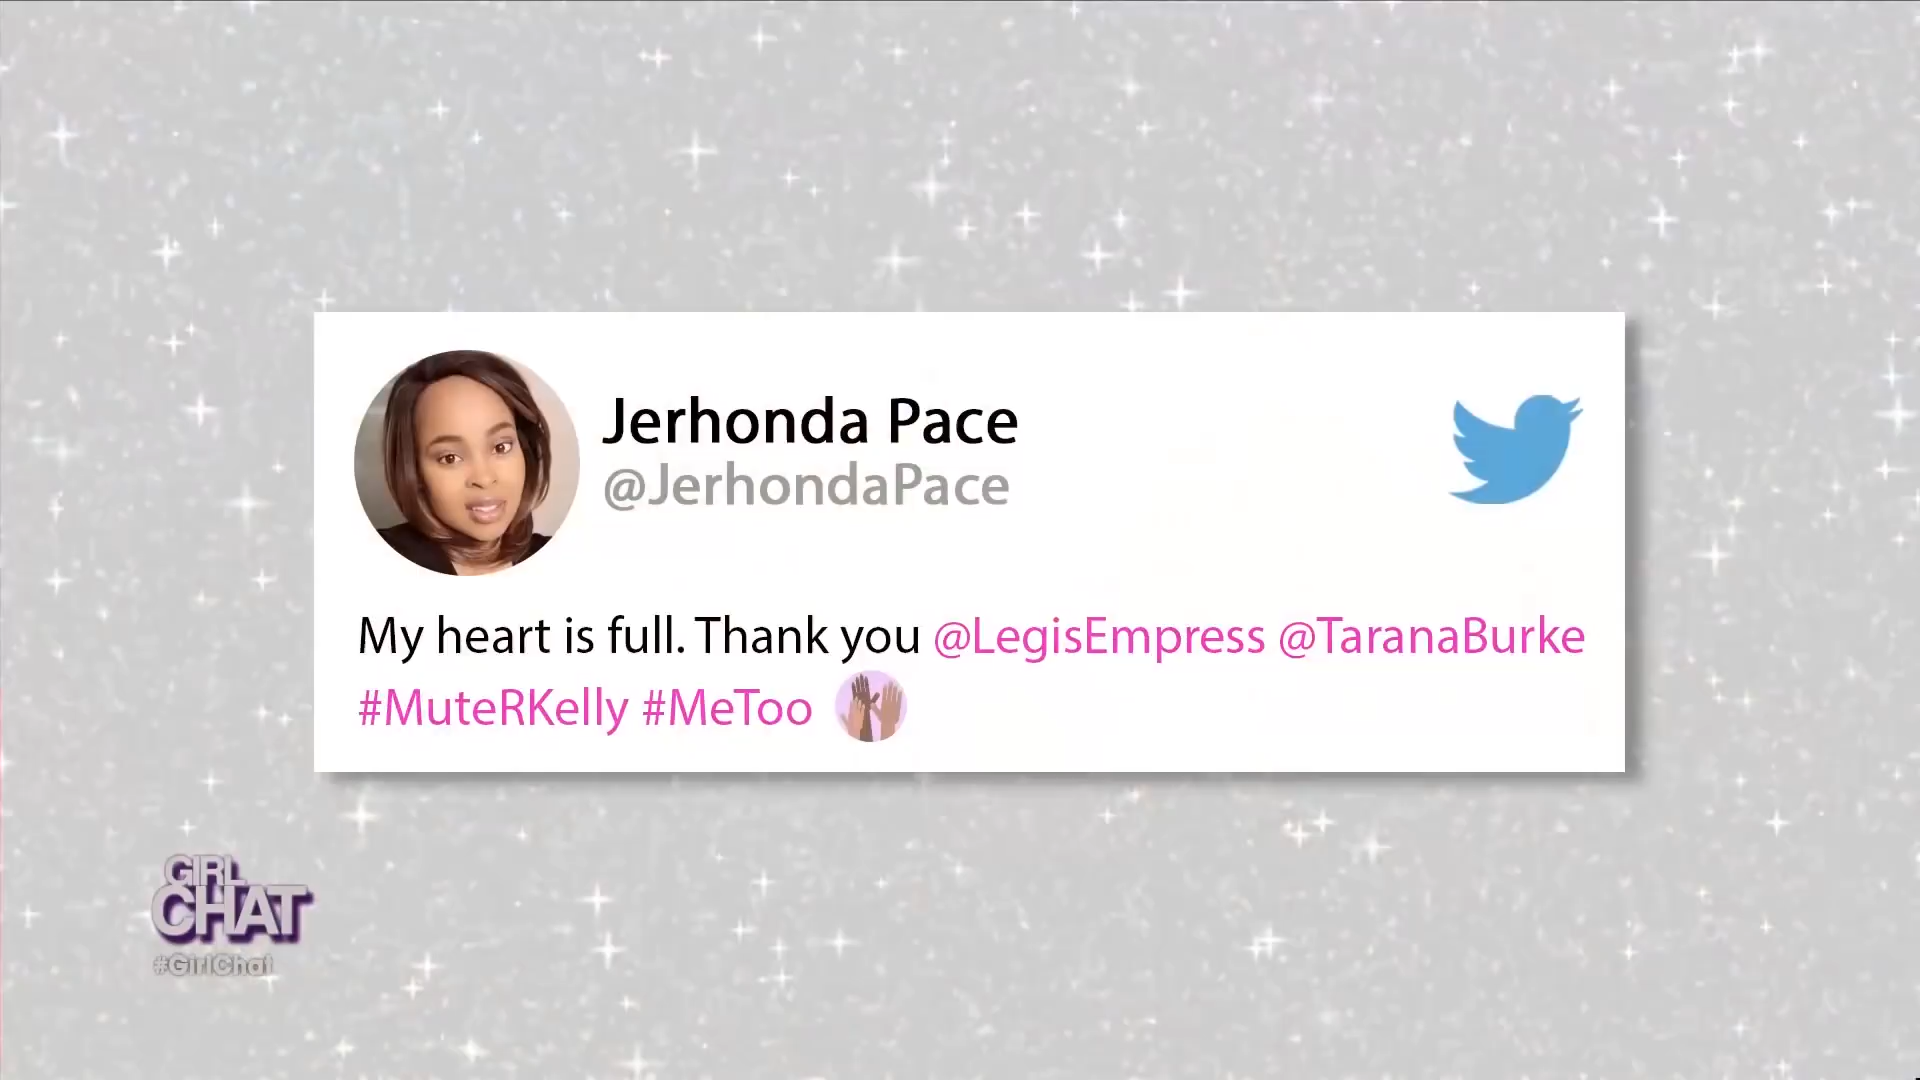 Jerhonda Pace
@JerhondaPace
My heart is full. Thank you @LegisEmpress @TaranaBurke
#MuteRKelly #MeToo
GIRL
CHAT
#GirlChat